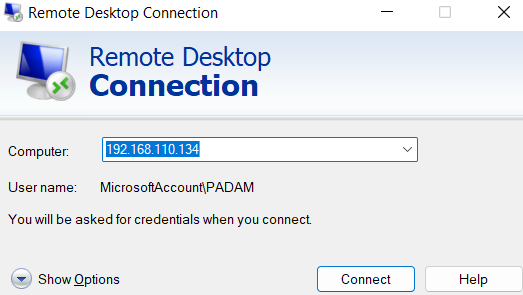 Remote Desktop Connection
Remote Desktop
Connection
Computer: 192.168.110.134
User name: MicrosoftAccount\PADAM
You will be asked for credentials when you connect.
Show Options Connect Help